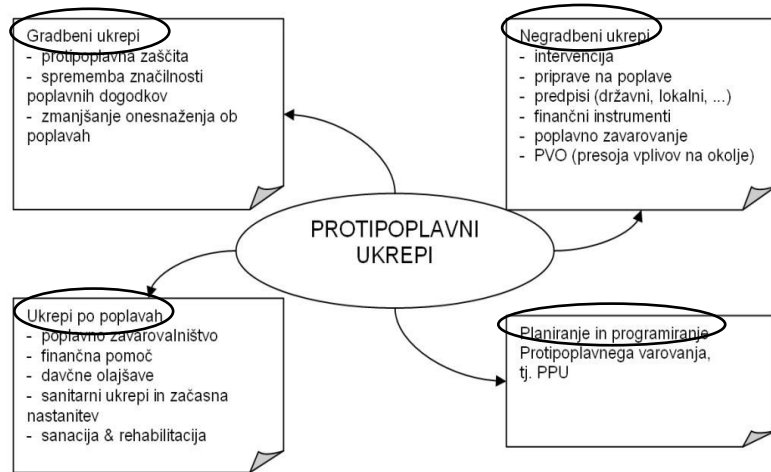 Gradbeni ukrepi
- protipoplavna zaščita
- sprememba značilnosti
poplavnih dogodkov
- zmanjšanje onesnaženja ob
poplavah
Negradbeni ukrepi
- intervencija
- priprave na poplave
- predpisi (državni, lokalni, ...)
- finančni instrumenti
- poplavno zavarovanje
- PVO (presoja vplivov na okolje)
PROTIPOPLAVNI
UKREPI
Ukrepi po poplavah
- poplavno zavarovalništvo
- finančna pomoč
- davčne olajšave
- sanitarni ukrepi in začasna
nastanitev
- sanacija & rehabilitacija
Planiranje in programiranje
Protipoplavnega varovanja,
tj. PPU